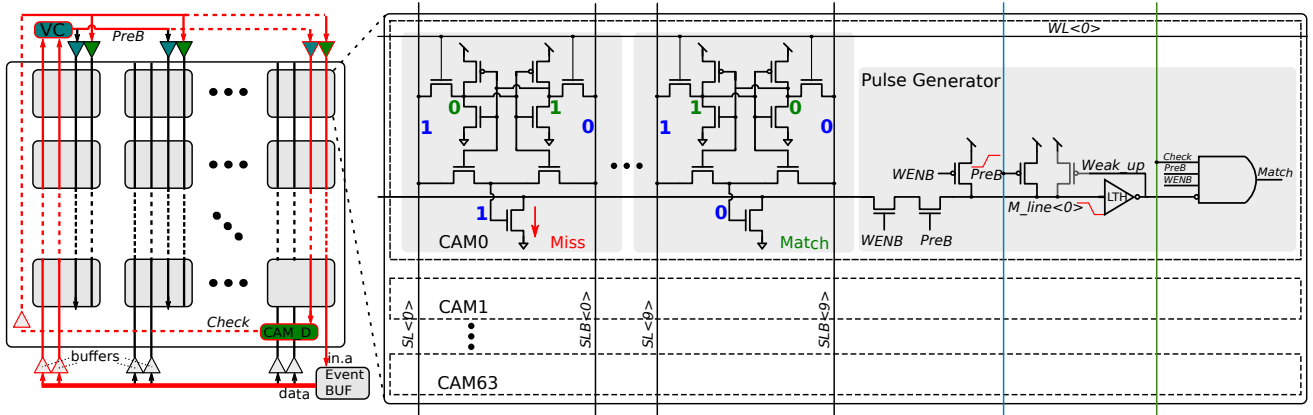 VC
PreB
Check
CAM_D
buffers
in.a
Event
BUF
data
WL<0>
Pulse Generator
0
1
1
0
1
0
1
0
WENB
PreB
Weak_up
Check
PreB
WENB
Match
LTH
M_line<0>
1
Miss
0
Match
WENB
PreB
CAM0
CAM1
CAM63
SL<0>
SLB<0>
SL<9>
SLB<9>